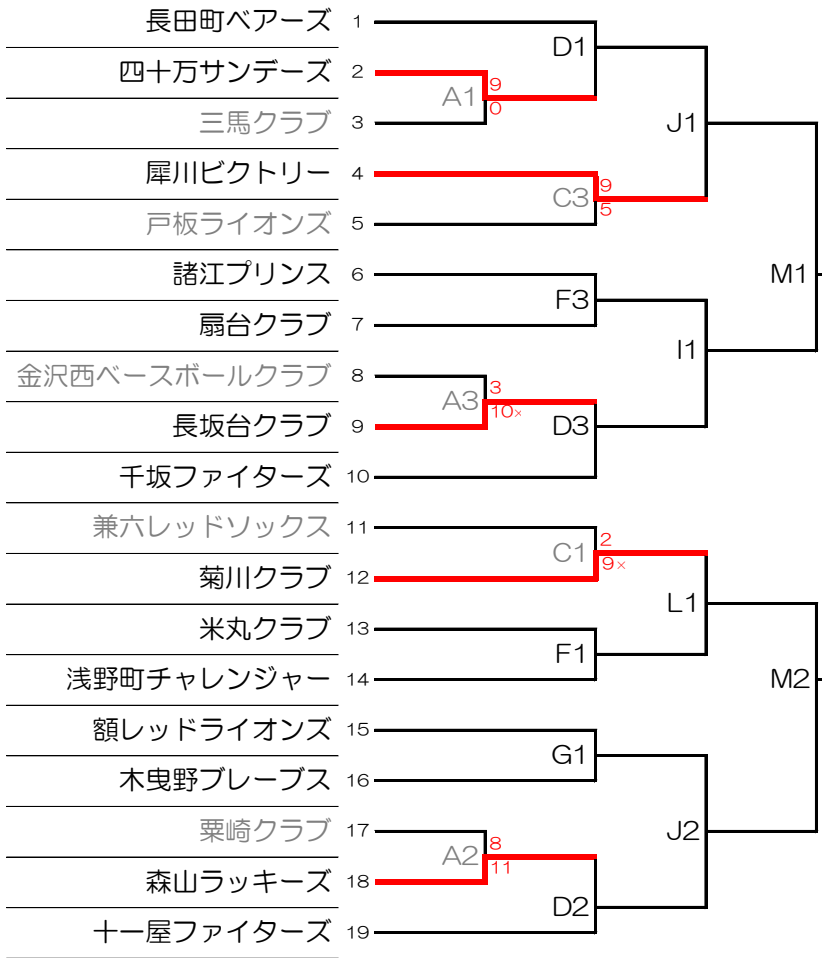 長田町ベアーズ 1
D1
四十万サンデーズ 2
A1 9
0
三馬クラブ 3
J1
犀川ビクトリー 4
C3 9
5
戸板ライオンズ 5
諸江プリンス 6
M1
F3
扇台クラブ 7
I1
金沢西ベースボールクラブ 8
A3 3
10×
長坂台クラブ 9
D3
千坂ファイターズ 10
兼六レッドソックス 11
C1 2
9×
菊川クラブ 12
L1
米丸クラブ 13
F1
浅野町チャレンジャー 14
M2
額レッドライオンズ 15
G1
木曳野ブレーブス 16
粟崎クラブ 17
J2
A2 8
11
森山ラッキーズ 18
D2
十一屋ファイターズ 19